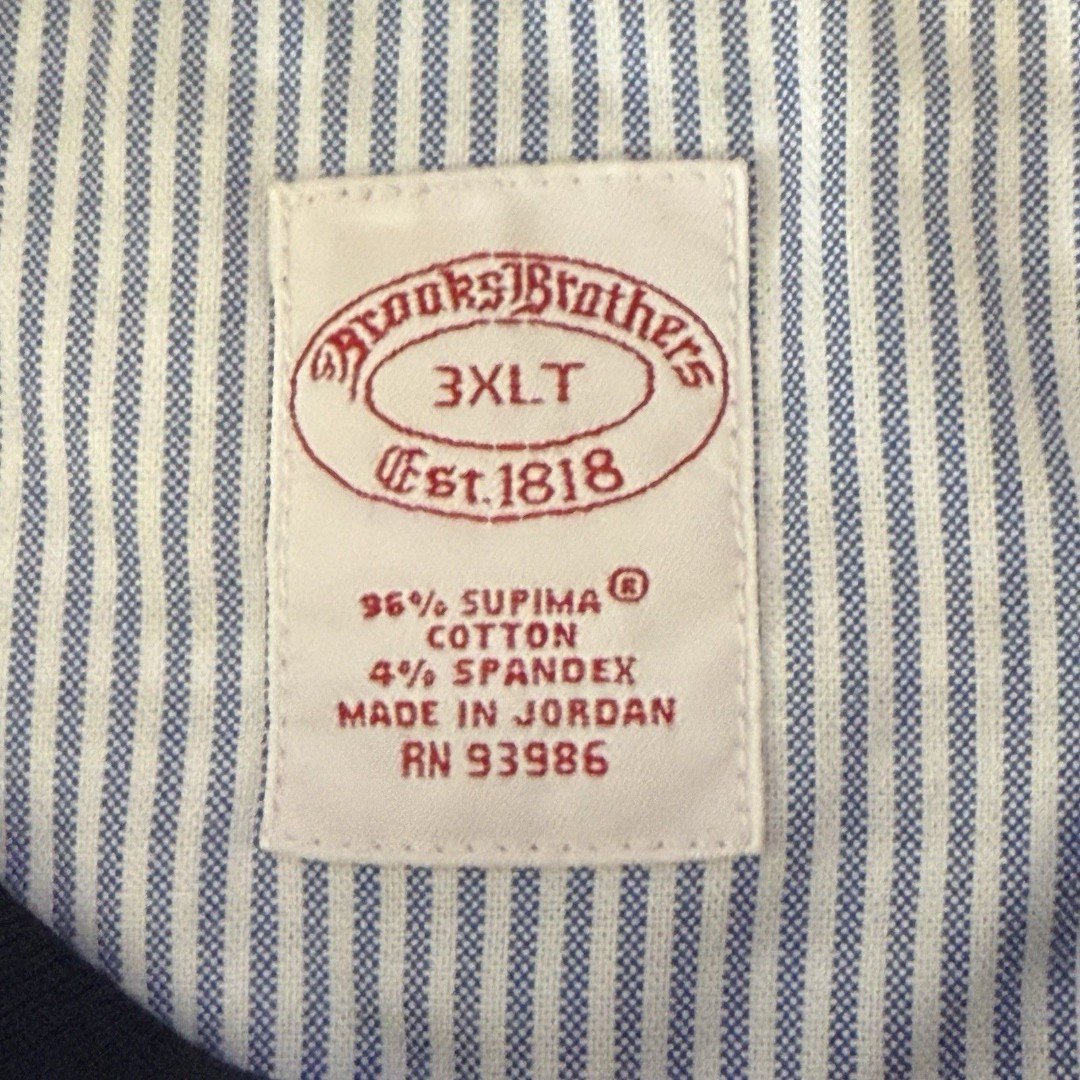 Brooks Brothers
3XLT
Est. 1818
96% SUPIMA®
COTTON
4% SPANDEX
MADE IN JORDAN
RN 93986